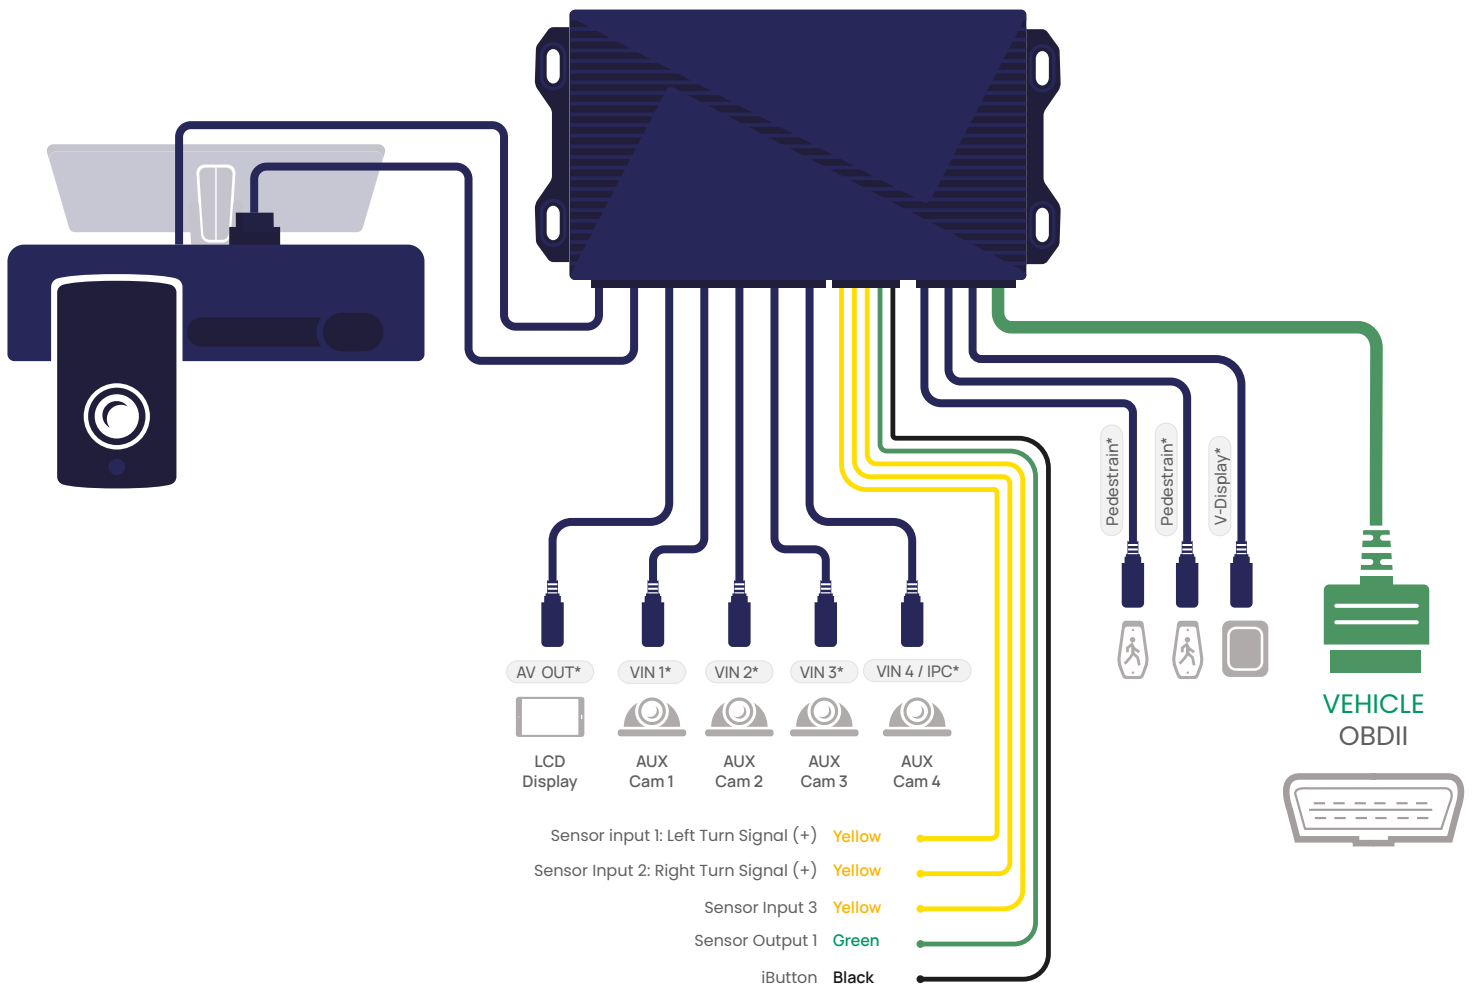 Pedestrain*
Pedestrain*
V-Display*
AV OUT*
VIN 1*
VIN 2*
VIN 3*
VIN 4 / IPC*
LCD
Display
AUX
Cam 1
AUX
Cam 2
AUX
Cam 3
AUX
Cam 4
VEHICLE
OBDII
Sensor input 1: Left Turn Signal (+) Yellow
Sensor Input 2: Right Turn Signal (+) Yellow
Sensor Input 3 Yellow
Sensor Output 1 Green
iButton Black